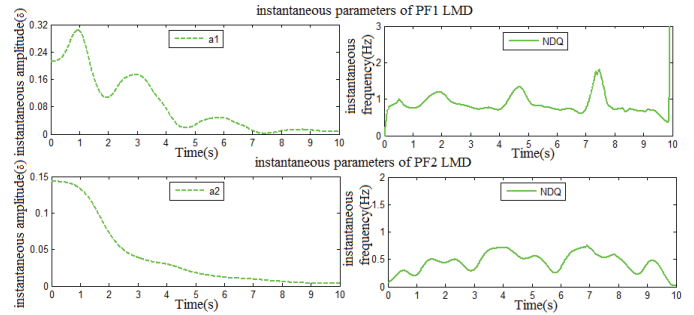 instantaneous parameters of PF1 LMD
instantaneous amplitude(δ)
0.32
0.24
0.16
0.08
0
a1
0 1 2 3 4 5 6 7 8 9 10
Time(s)
instantaneous
frequency(Hz)
3
2
1
0
NDQ
0 1 2 3 4 5 6 7 8 9 10
Time(s)
instantaneous parameters of PF2 LMD
instantaneous amplitude(δ)
0.15
0.1
0.05
0
a2
0 1 2 3 4 5 6 7 8 9 10
Time(s)
instantaneous
frequency(Hz)
2
1.5
1
0.5
0
NDQ
0 1 2 3 4 5 6 7 8 9 10
Time(s)